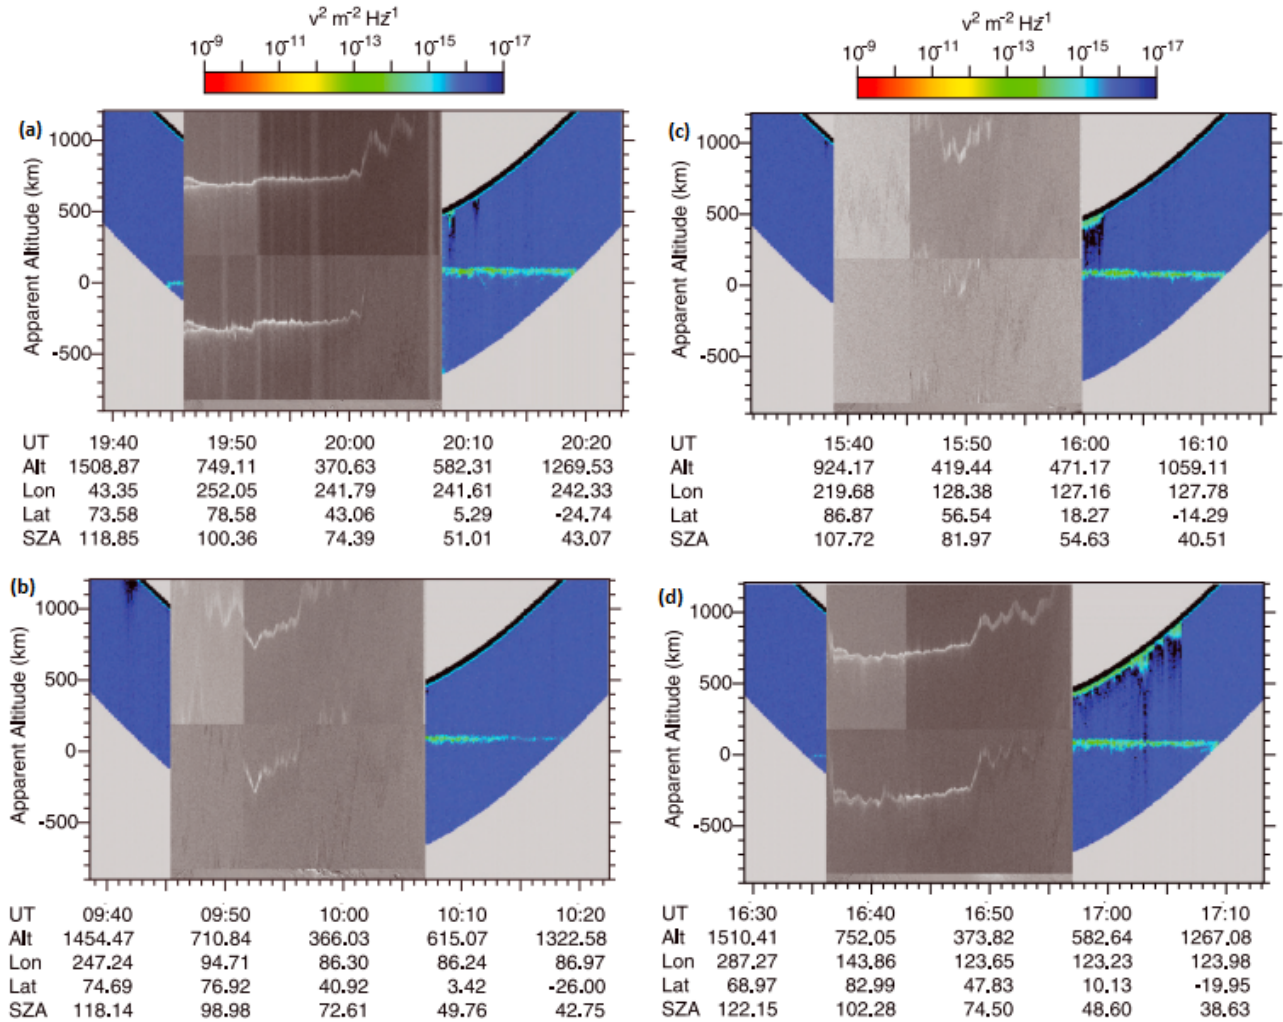 v² m⁻² Hz⁻¹
10⁻⁹ 10⁻¹¹ 10⁻¹³ 10⁻¹⁵ 10⁻¹⁷
(a)
Apparent Altitude (km)
1000
500
0
-500
UT 19:40 19:50 20:00 20:10 20:20
Alt 1508.87 749.11 370.63 582.31 1269.53
Lon 43.35 252.05 241.79 241.61 242.33
Lat 73.58 78.58 43.06 5.29 -24.74
SZA 118.85 100.36 74.39 51.01 43.07
(b)
Apparent Altitude (km)
1000
500
0
-500
UT 09:40 09:50 10:00 10:10 10:20
Alt 1454.47 710.84 366.03 615.07 1322.58
Lon 247.24 94.71 86.30 86.24 86.97
Lat 74.69 76.92 40.92 3.42 -26.00
SZA 118.14 98.98 72.61 49.76 42.75
v² m⁻² Hz⁻¹
10⁻⁹ 10⁻¹¹ 10⁻¹³ 10⁻¹⁵ 10⁻¹⁷
(c)
Apparent Altitude (km)
1000
500
0
-500
UT 15:40 15:50 16:00 16:10
Alt 924.17 419.44 471.17 1059.11
Lon 219.68 128.38 127.16 127.78
Lat 86.87 56.54 18.27 -14.29
SZA 107.72 81.97 54.63 40.51
(d)
Apparent Altitude (km)
1000
500
0
-500
UT 16:30 16:40 16:50 17:00 17:10
Alt 1510.41 752.05 373.82 582.64 1267.08
Lon 287.27 143.86 123.65 123.23 123.98
Lat 68.97 82.99 47.83 10.13 -19.95
SZA 122.15 102.28 74.50 48.60 38.63